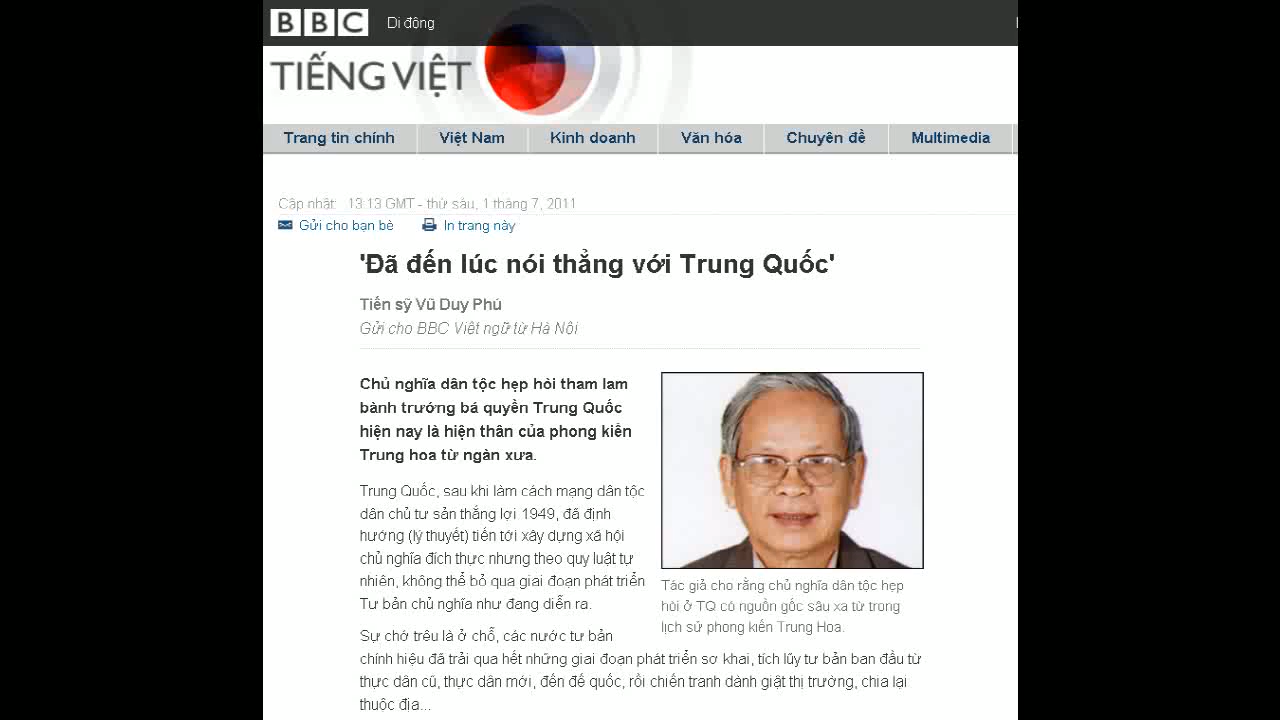 BBC Di động
TIẾNG VIỆT
Trang tin chính Việt Nam Kinh doanh Văn hóa Chuyên đề Multimedia
Cập nhật: 13:13 GMT - thứ sáu, 1 tháng 7, 2011
Gửi cho bạn bè In trang này
'Đã đến lúc nói thẳng với Trung Quốc'
Tiến sỹ Vũ Duy Phú
Gửi cho BBC Việt ngữ từ Hà Nội
Chủ nghĩa dân tộc hẹp hòi tham lam
bành trướng bá quyền Trung Quốc
hiện nay là hiện thân của phong kiến
Trung hoa từ ngàn xưa.
Trung Quốc, sau khi làm cách mạng dân tộc
dân chủ tư sản thắng lợi 1949, đã định
hướng (lý thuyết) tiến tới xây dựng xã hội
chủ nghĩa đích thực nhưng theo quy luật tự
nhiên, không thể bỏ qua giai đoạn phát triển
Tư bản chủ nghĩa như đang diễn ra.
Tác giả cho rằng chủ nghĩa dân tộc hẹp
hòi ở TQ có nguồn gốc sâu xa từ trong
lịch sử phong kiến Trung Hoa.
Sự chớ trêu là ở chỗ, các nước tư bản
chính hiệu đã trải qua hết những giai đoạn phát triển sơ khai, tích lũy tư bản ban đầu từ
thực dân cũ, thực dân mới, đến đế quốc, rồi chiến tranh dành giật thị trường, chia lại
thuộc địa...